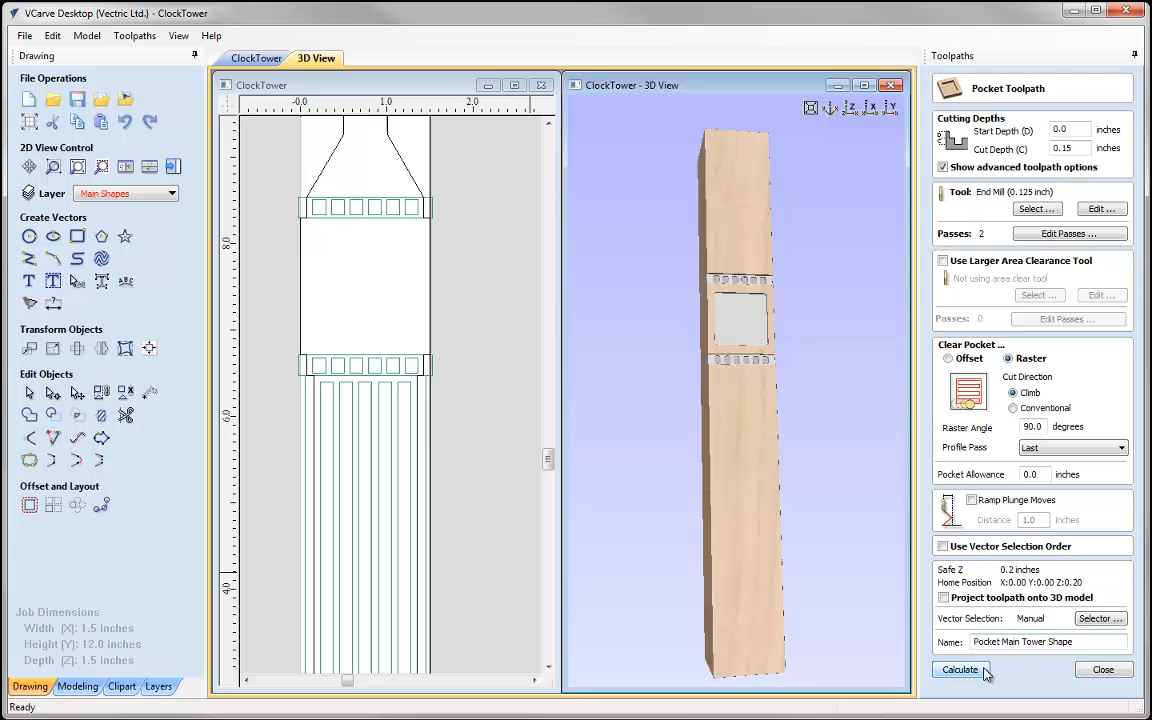 VCarve Desktop (Vectric Ltd.) - ClockTower
File Edit Model Toolpaths View Help
Drawing
File Operations
2D View Control
Layer Main Shapes
Create Vectors
Transform Objects
Edit Objects
Offset and Layout
Job Dimensions
Width (X): 1.5 inches
Height (Y): 12.0 inches
Depth (Z): 1.5 inches
Drawing Modeling Clipart Layers
Ready
ClockTower 3D View
ClockTower
-0.0 1.0 2.0
8.0
6.0
4.0
ClockTower - 3D View
Toolpaths
Pocket Toolpath
Cutting Depths
Start Depth (D) 0.0 inches
Cut Depth (C) 0.15 inches
Show advanced toolpath options
Tool: End Mill (0.125 inch)
Select ... Edit ...
Passes: 2 Edit Passes ...
Use Larger Area Clearance Tool
Not using area clear tool
Select ... Edit ...
Passes: 0 Edit Passes ...
Clear Pocket ...
Offset Raster
Cut Direction
Climb
Conventional
Raster Angle 90.0 degrees
Profile Pass Last
Pocket Allowance 0.0 inches
Ramp Plunge Moves
Distance 1.0 inches
Use Vector Selection Order
Safe Z 0.2 inches
Home Position X:0.00 Y:0.00 Z:0.20
Project toolpath onto 3D model
Vector Selection: Manual Selector ...
Name: Pocket Main Tower Shape
Calculate Close